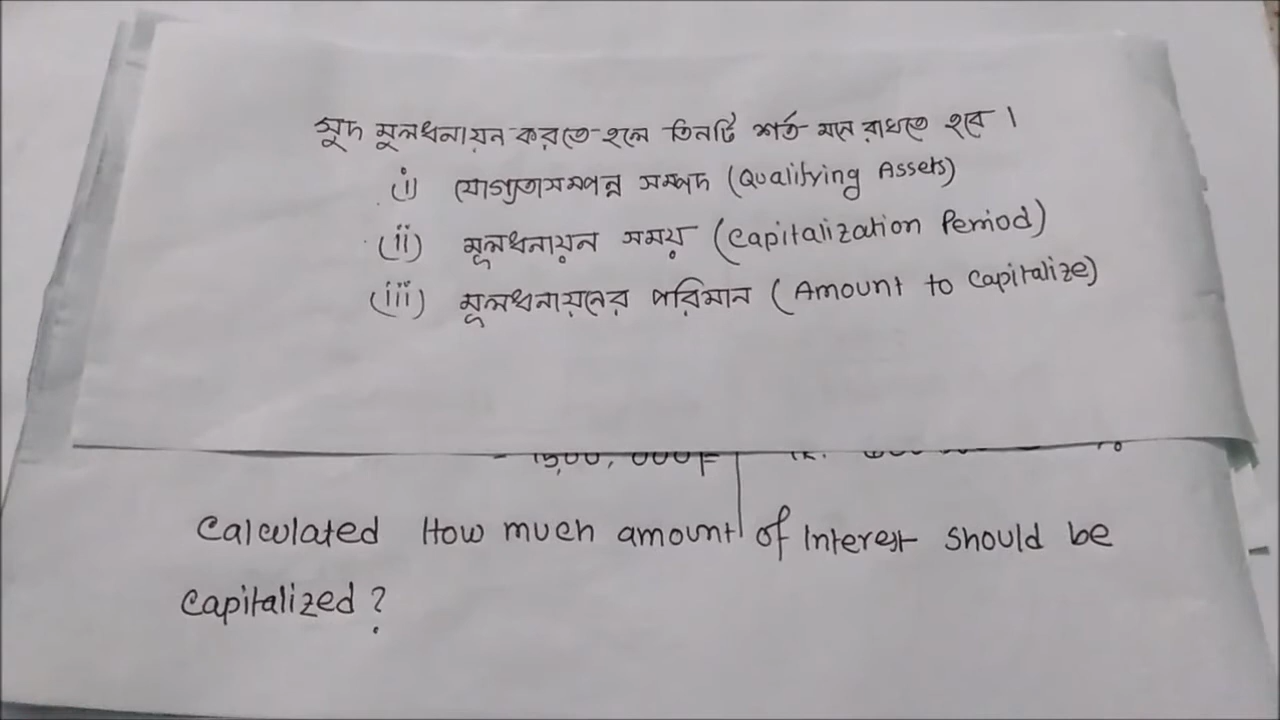 সুদ মূলধনায়ন করতে হলে তিনটি শর্ত মনে রাখতে হবে।
(i) যোগ্যতাসম্পন্ন সম্পদ (Qualifying Assets)
(ii) মূলধনায়ন সময় (Capitalization Period)
(iii) মূলধনায়নের পরিমান (Amount to Capitalize)
Calculated How much amount of Interest should be
Capitalized?